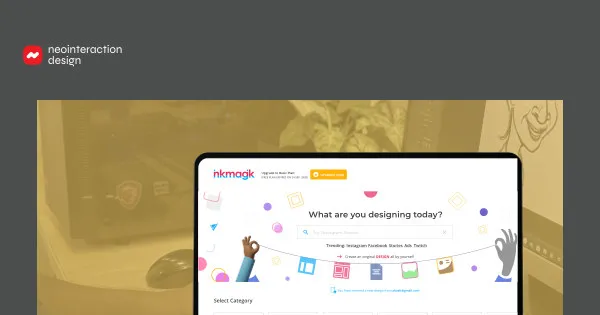 neointeraction
design
inkmagik
What are you designing today?
Trending: Instagram Facebook Stories Ads Twitch
Create an original DESIGN all by yourself!
Select Category